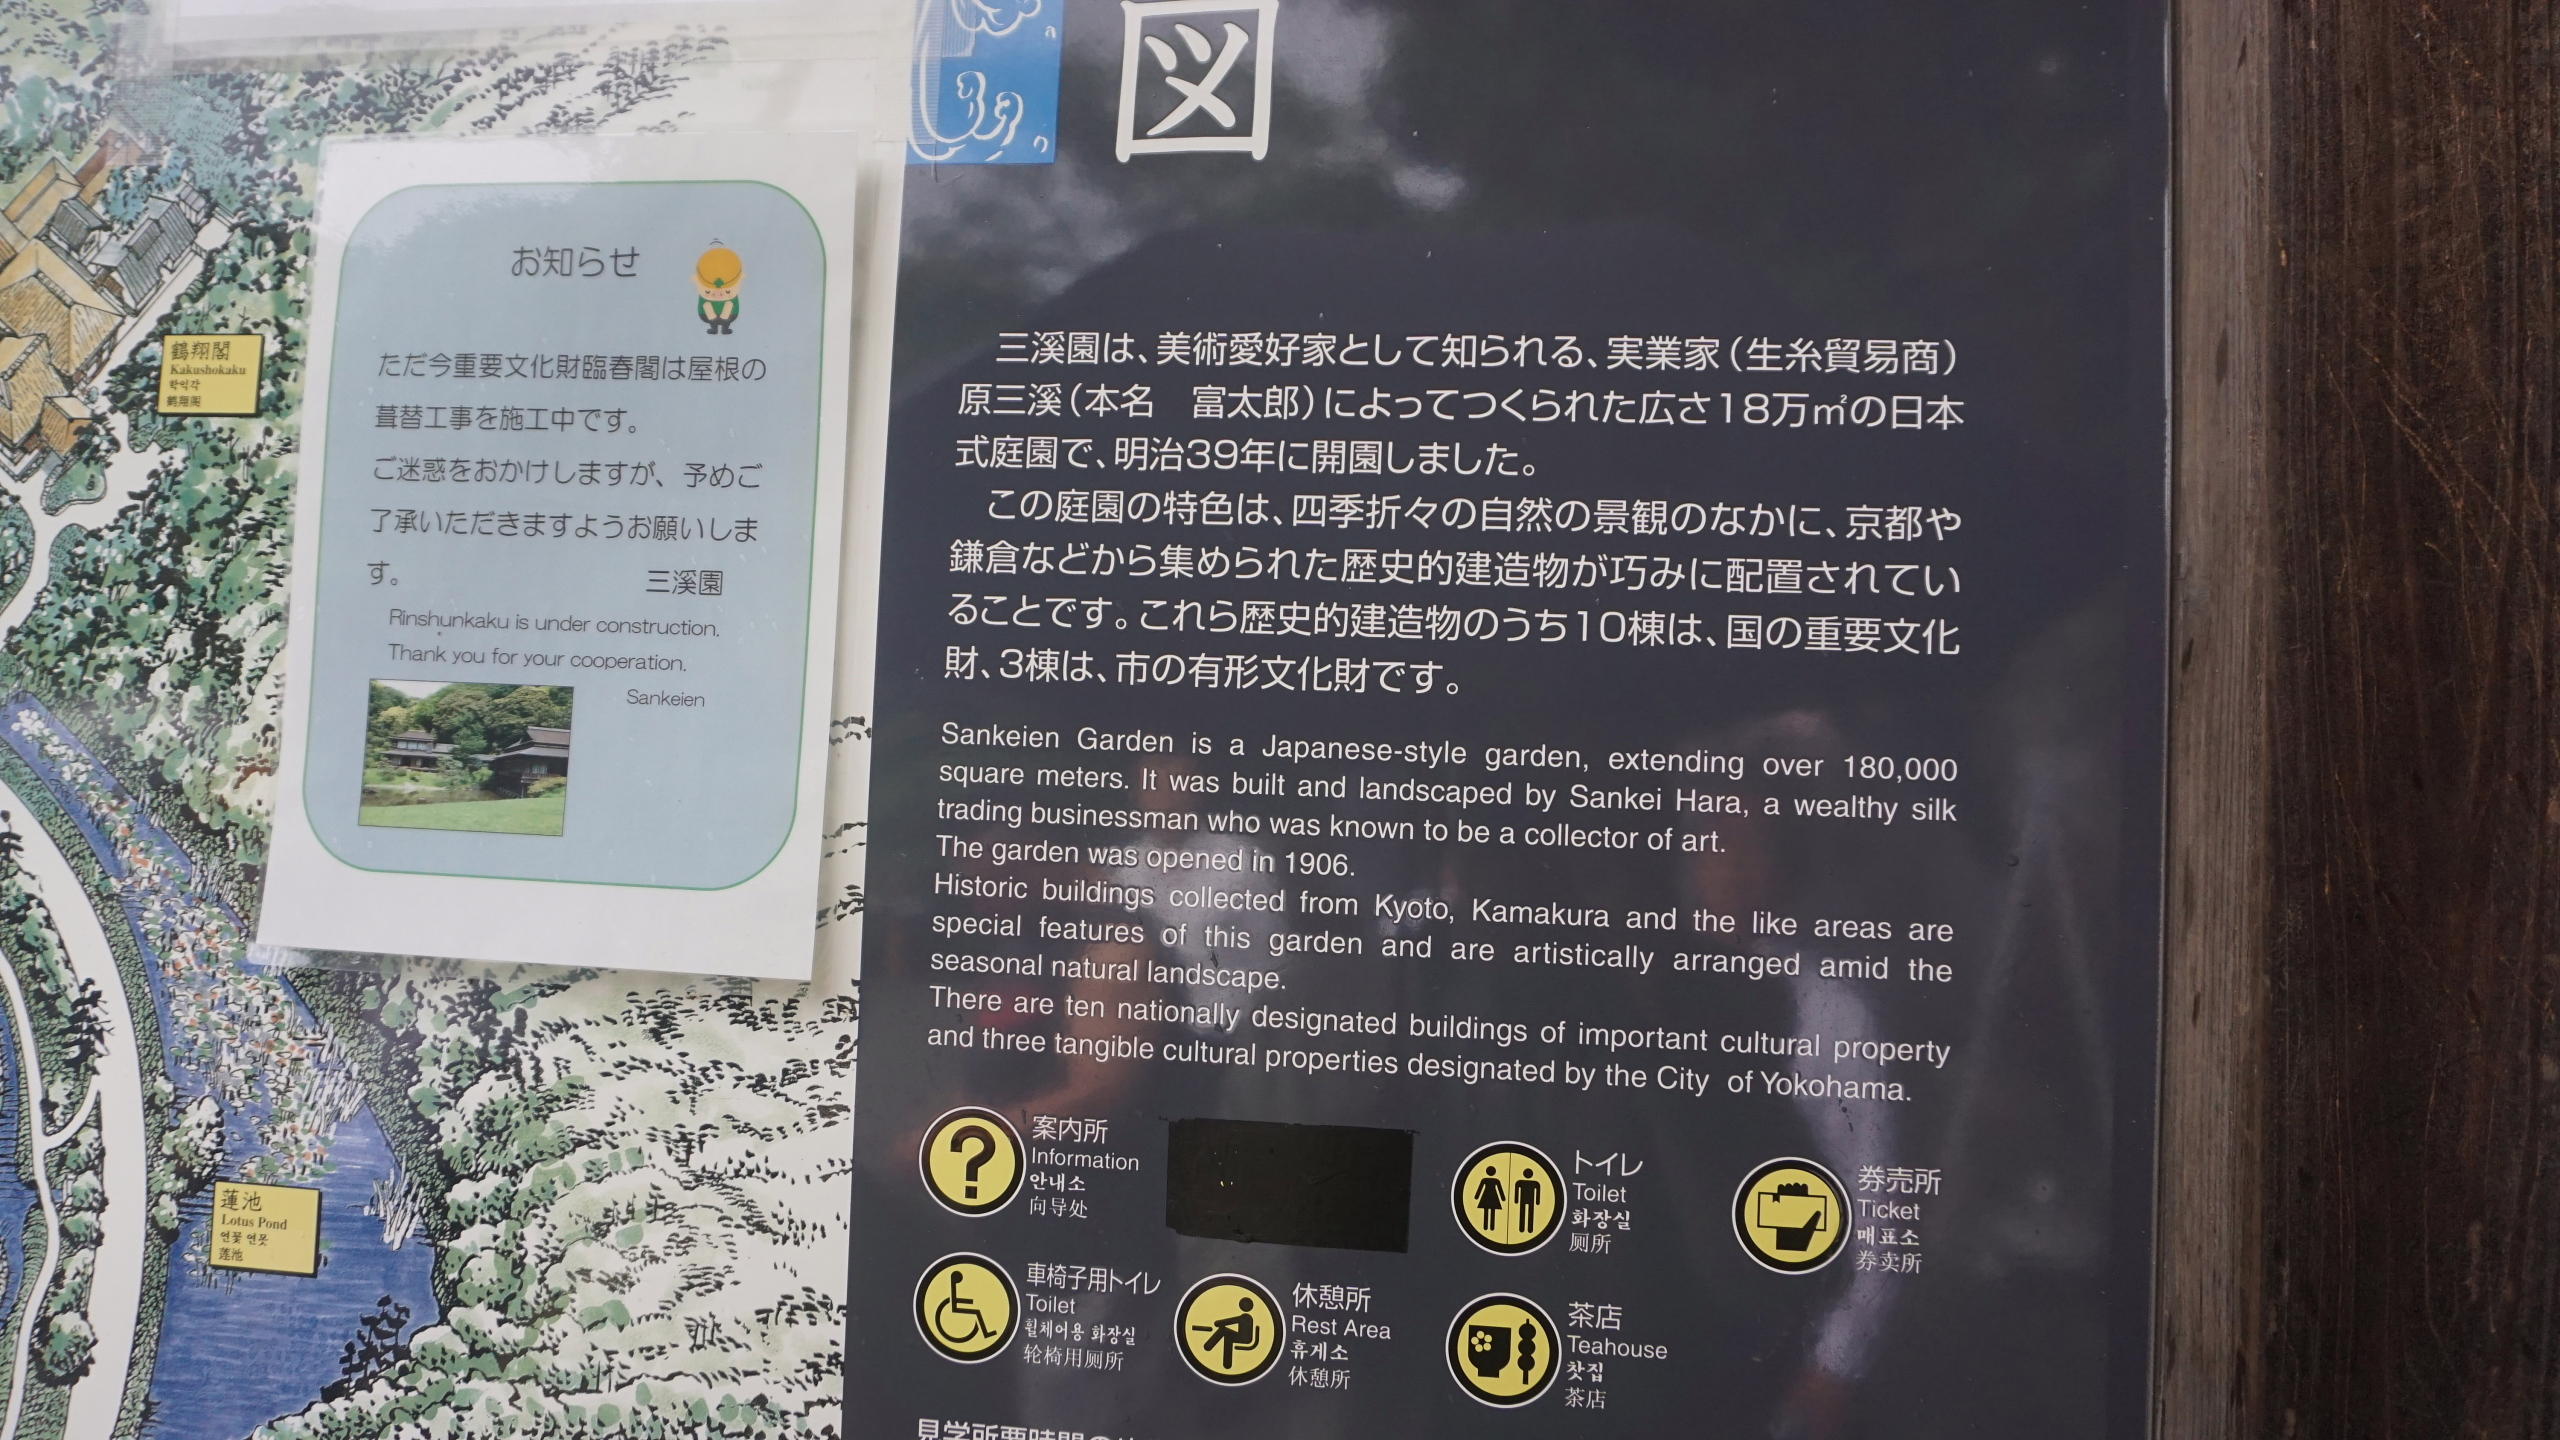 図
お知らせ
ただ今重要文化財臨春閣は屋根の
葺替工事を施工中です。
ご迷惑をおかけしますが、予めご
了承いただきますようお願いしま
す。
三溪園
Rinshunkaku is under construction.
Thank you for your cooperation.
Sankeien
鶴翔閣
Kakushokaku
학익각
鹤翔阁
蓮池
Lotus Pond
연꽃 연못
莲池
三溪園は、美術愛好家として知られる、実業家(生糸貿易商)
原三溪(本名 富太郎)によってつくられた広さ18万㎡の日本
式庭園で、明治39年に開園しました。
この庭園の特色は、四季折々の自然の景観のなかに、京都や
鎌倉などから集められた歴史的建造物が巧みに配置されてい
ることです。これら歴史的建造物のうち10棟は、国の重要文化
財、3棟は、市の有形文化財です。
Sankeien Garden is a Japanese-style garden, extending over 180,000
square meters. It was built and landscaped by Sankei Hara, a wealthy silk
trading businessman who was known to be a collector of art.
The garden was opened in 1906.
Historic buildings collected from Kyoto, Kamakura and the like areas are
special features of this garden and are artistically arranged amid the
seasonal natural landscape.
There are ten nationally designated buildings of important cultural property
and three tangible cultural properties designated by the City of Yokohama.
案内所
Information
안내소
向导处
トイレ
Toilet
화장실
厕所
券売所
Ticket
매표소
券卖所
車椅子用トイレ
Toilet
휠체어용 화장실
轮椅用厕所
休憩所
Rest Area
휴게소
休憩所
茶店
Teahouse
찻집
茶店